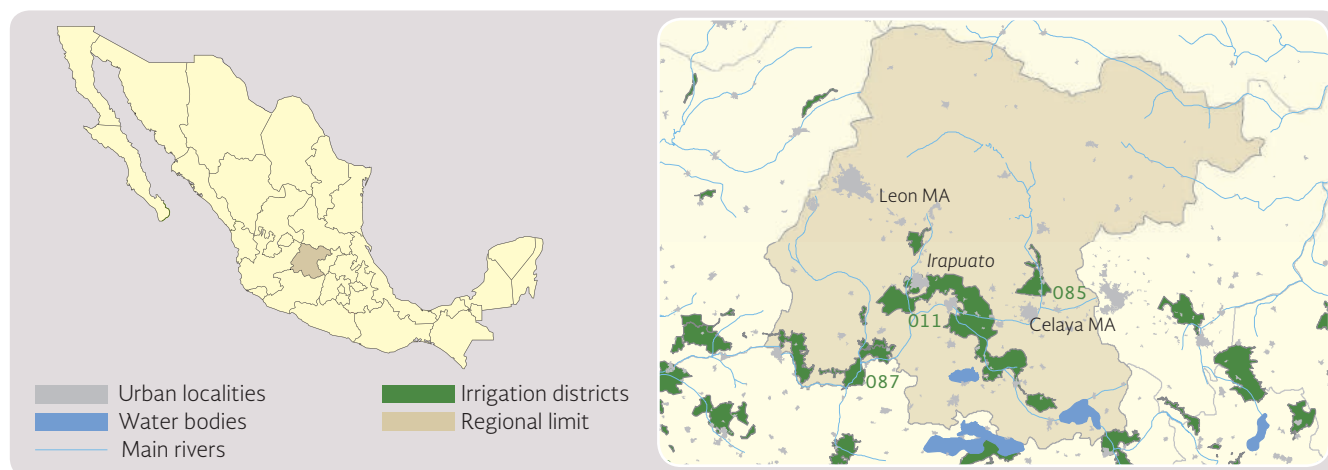 Leon MA
Irapuato
085
011
Celaya MA
087
Urban localities
Irrigation districts
Water bodies
Regional limit
Main rivers